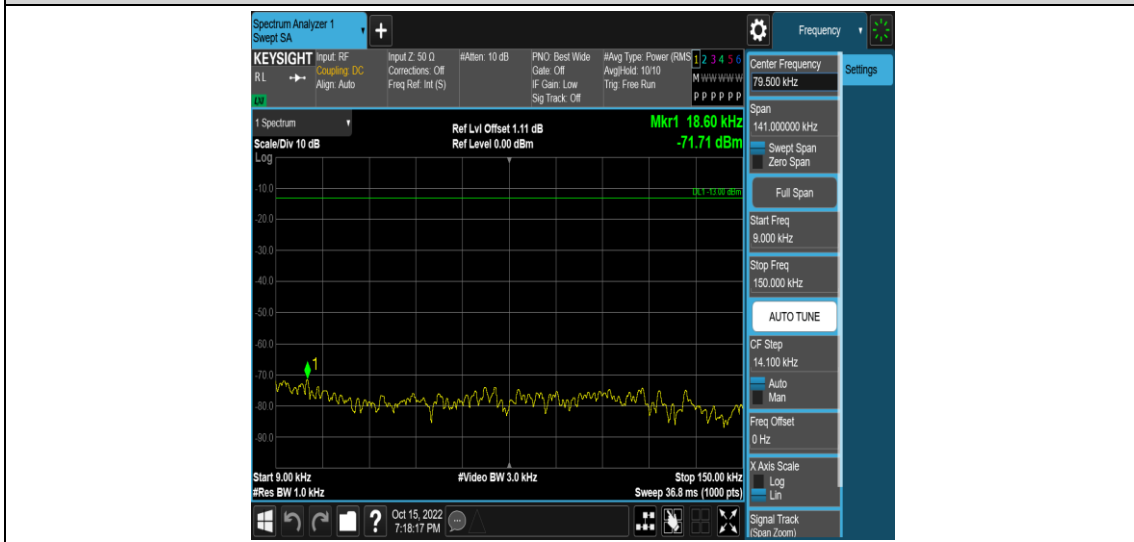 Spectrum Analyzer 1
Swept SA
+
Frequency
KEYSIGHT
RL
Input: RF
Coupling: DC
Align: Auto
Input Z: 50 Ω
Corrections: Off
Freq Ref: Int (S)
#Atten: 10 dB
PNO: Best Wide
Gate: Off
IF Gain: Low
Sig Track: Off
#Avg Type: Power (RMS
Avg|Hold: 10/10
Trig: Free Run
1 2 3 4 5 6
M W W W W W
P P P P P P
1 Spectrum
Ref Lvl Offset 1.11 dB
Mkr1 18.60 kHz
Scale/Div 10 dB
Ref Level 0.00 dBm
-71.71 dBm
Log
DL1 -13.00 dBm
-10.0
-20.0
-30.0
-40.0
-50.0
-60.0
-70.0
-80.0
-90.0
1
Start 9.00 kHz
#Video BW 3.0 kHz
Stop 150.00 kHz
#Res BW 1.0 kHz
Sweep 36.8 ms (1000 pts)
Center Frequency
79.500 kHz
Settings
Span
141.000000 kHz
Swept Span
Zero Span
Full Span
Start Freq
9.000 kHz
Stop Freq
150.000 kHz
AUTO TUNE
CF Step
14.100 kHz
Auto
Man
Freq Offset
0 Hz
X Axis Scale
Log
Lin
Signal Track
(Span Zoom)
?
Oct 15, 2022
7:18:17 PM